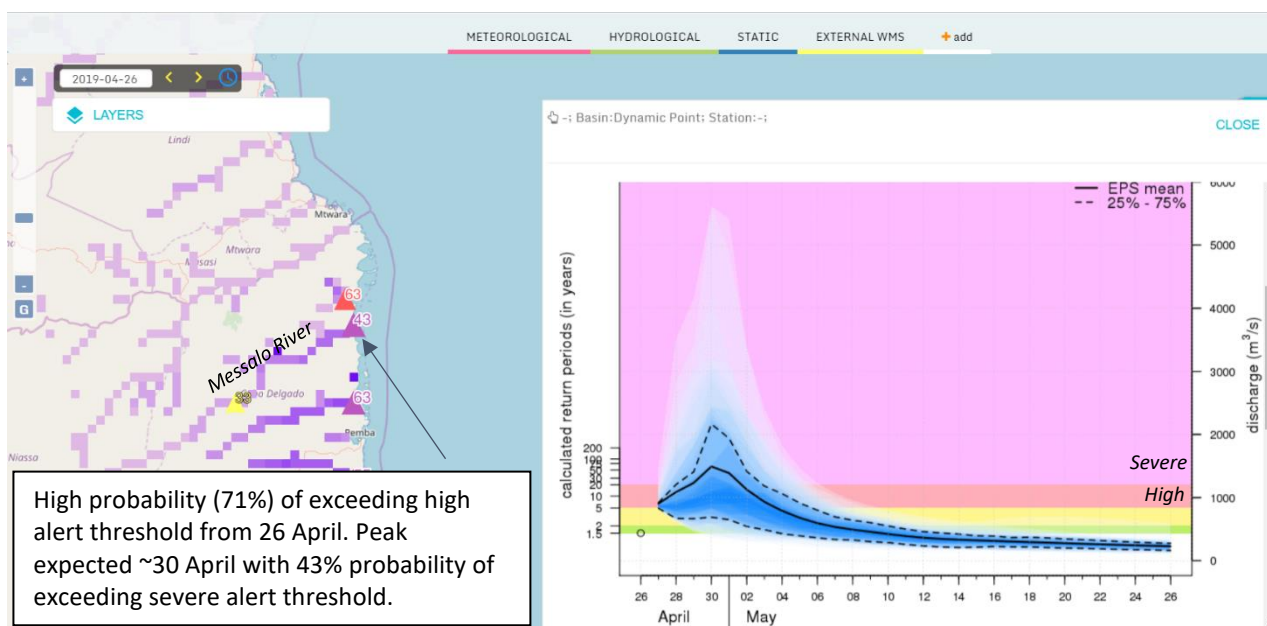 METEOROLOGICAL HYDROLOGICAL STATIC EXTERNAL WMS + add
2019-04-26 < >
LAYERS
+
-
G
Lindi
Mtwara
Mtwara
Masasi
63
43
Messalo River
33
Cabo Delgado
63
Pemba
Niassa
-; Basin:Dynamic Point; Station:-;
CLOSE
EPS mean
25% - 75%
calculated return periods (in years)
200
100
50
30
20
10
5
2
1.5
6000
5000
4000
3000
2000
1000
0
discharge (m³/s)
Severe
High
26 28 30 02 04 06 08 10 12 14 16 18 20 22 24 26
April May
High probability (71%) of exceeding high
alert threshold from 26 April. Peak
expected ~30 April with 43% probability of
exceeding severe alert threshold.